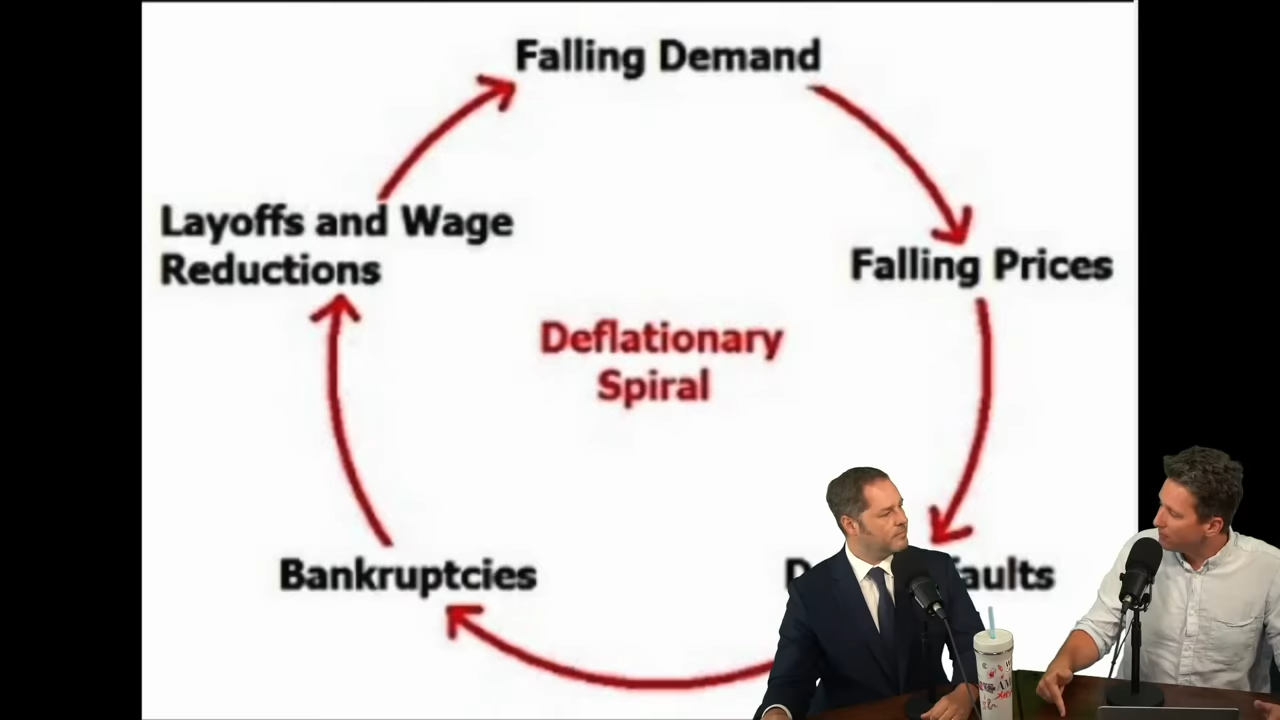 Falling Demand
Layoffs and Wage
Reductions
Falling Prices
Deflationary
Spiral
Bankruptcies